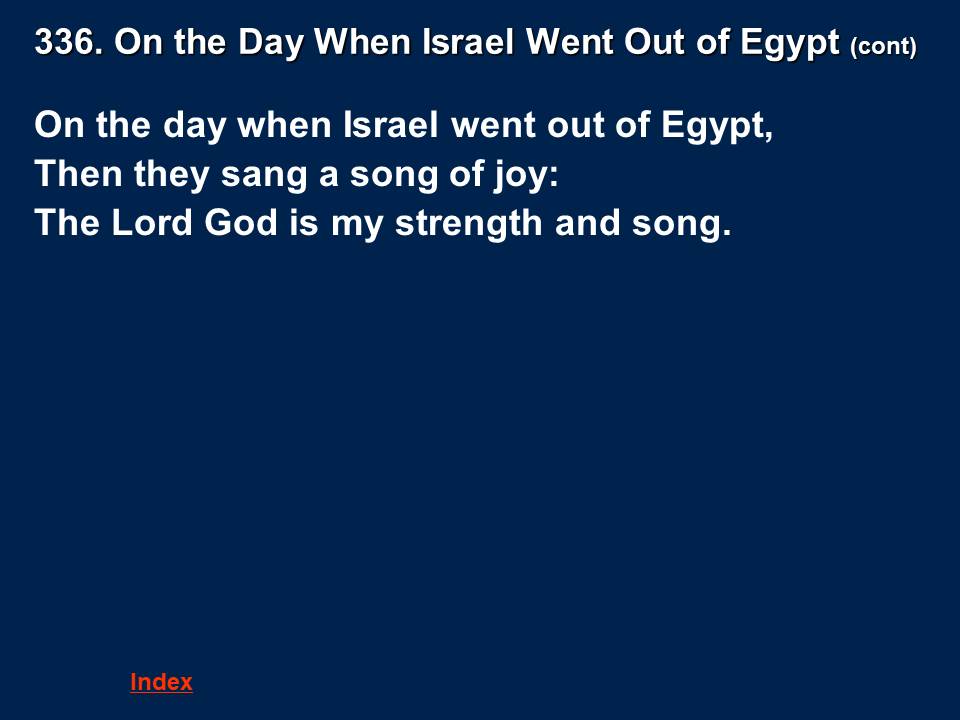 336. On the Day When Israel Went Out of Egypt (cont)
On the day when Israel went out of Egypt,
Then they sang a song of joy:
The Lord God is my strength and song.
Index